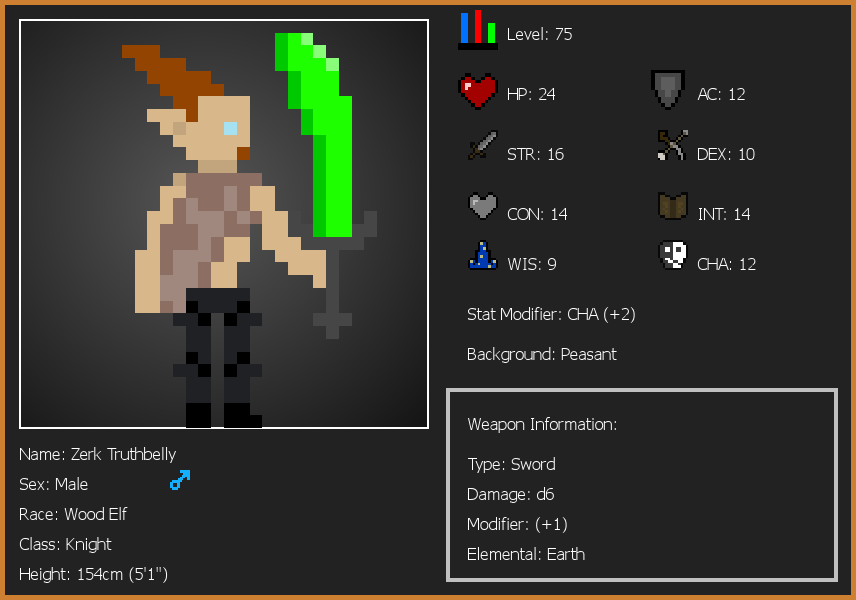 Level: 75
HP: 24
AC: 12
STR: 16
DEX: 10
CON: 14
INT: 14
WIS: 9
CHA: 12
Stat Modifier: CHA (+2)
Background: Peasant
Weapon Information:
Type: Sword
Damage: d6
Modifier: (+1)
Elemental: Earth
Name: Zerk Truthbelly
Sex: Male
Race: Wood Elf
Class: Knight
Height: 154cm (5'1")